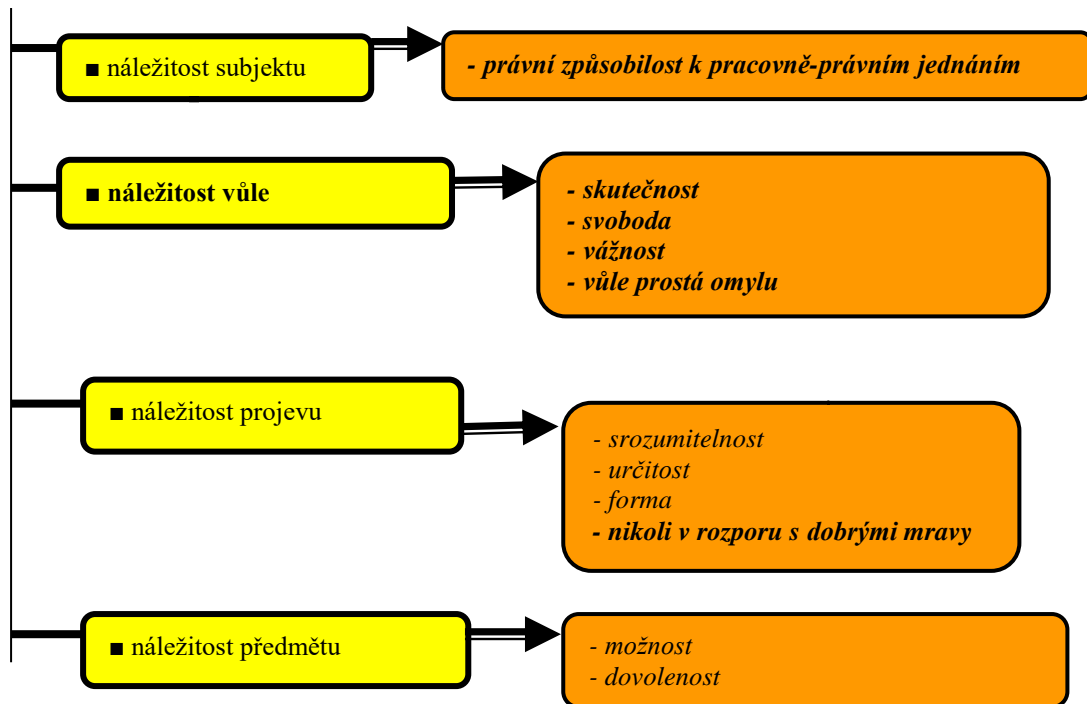 ■ náležitost subjektu
- právní způsobilost k pracovně-právním jednáním
■ náležitost vůle
- skutečnost
- svoboda
- vážnost
- vůle prostá omylu
■ náležitost projevu
- srozumitelnost
- určitost
- forma
- nikoli v rozporu s dobrými mravy
■ náležitost předmětu
- možnost
- dovolenost